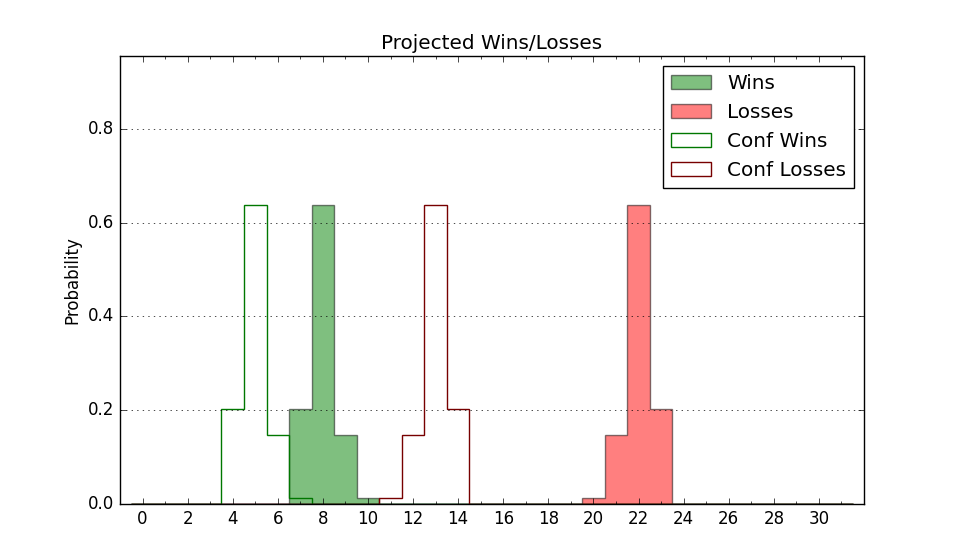 Projected Wins/Losses
Wins
Losses
Conf Wins
Conf Losses
Probability
0.8
0.6
0.4
0.2
0.0
0 2 4 6 8 10 12 14 16 18 20 22 24 26 28 30